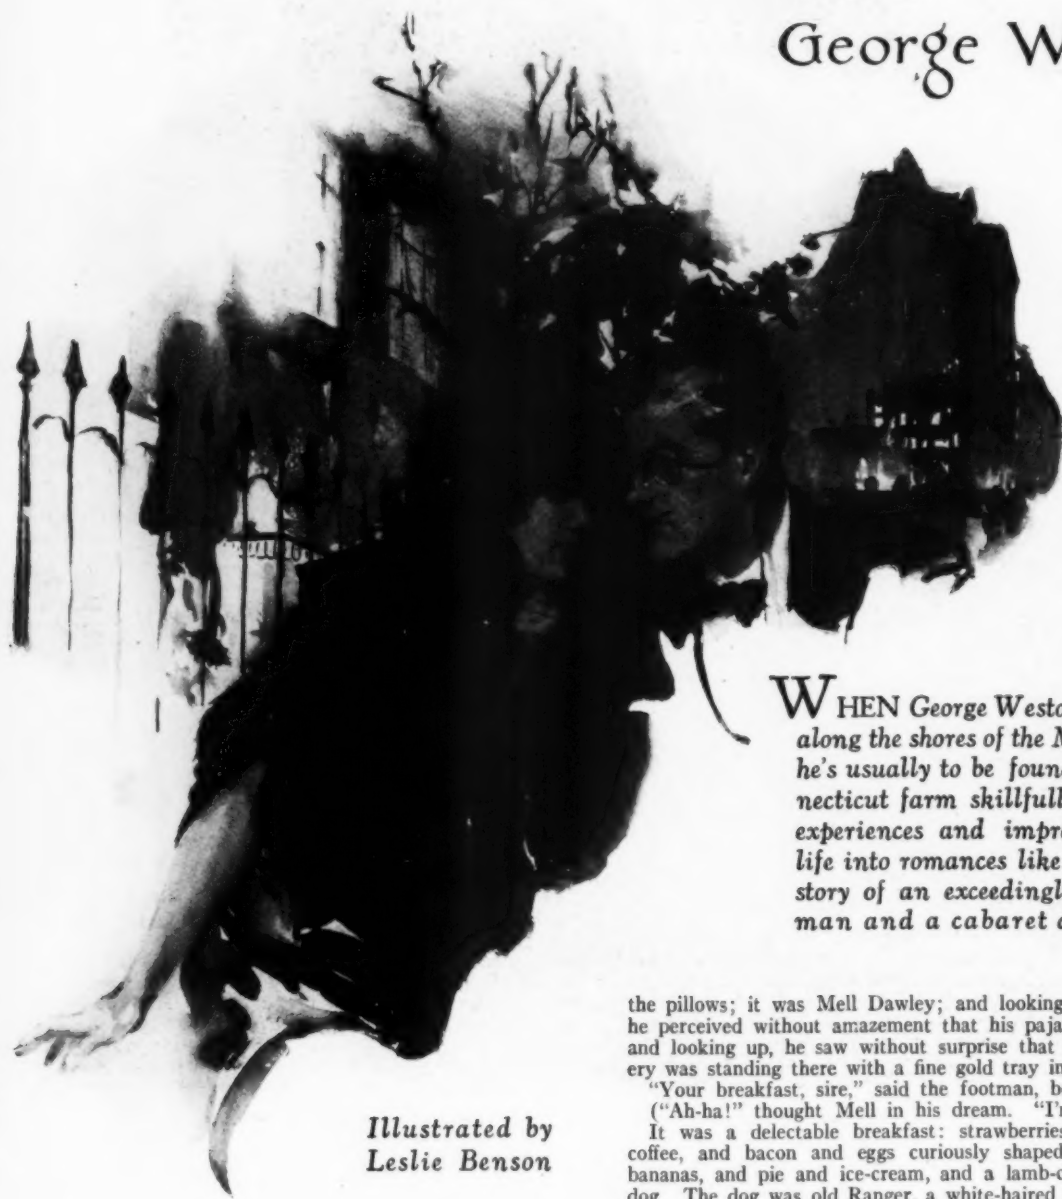 George W
WHEN George Westo
along the shores of the M
he's usually to be foun
necticut farm skillfull
experiences and impre
life into romances like
story of an exceedingl
man and a cabaret
Illustrated by
Leslie Benson
the pillows; it was Mell Dawley; and looking
he perceived without amazement that his paja
and looking up, he saw without surprise that
ery was standing there with a fine gold tray in
"Your breakfast, sire," said the footman, b
("Ah-ha!" thought Mell in his dream. "I'
It was a delectable breakfast: strawberries
coffee, and bacon and eggs curiously shaped
bananas, and pie and ice-cream, and a lamb-c
dog. The dog was old Ranger, a white-haired